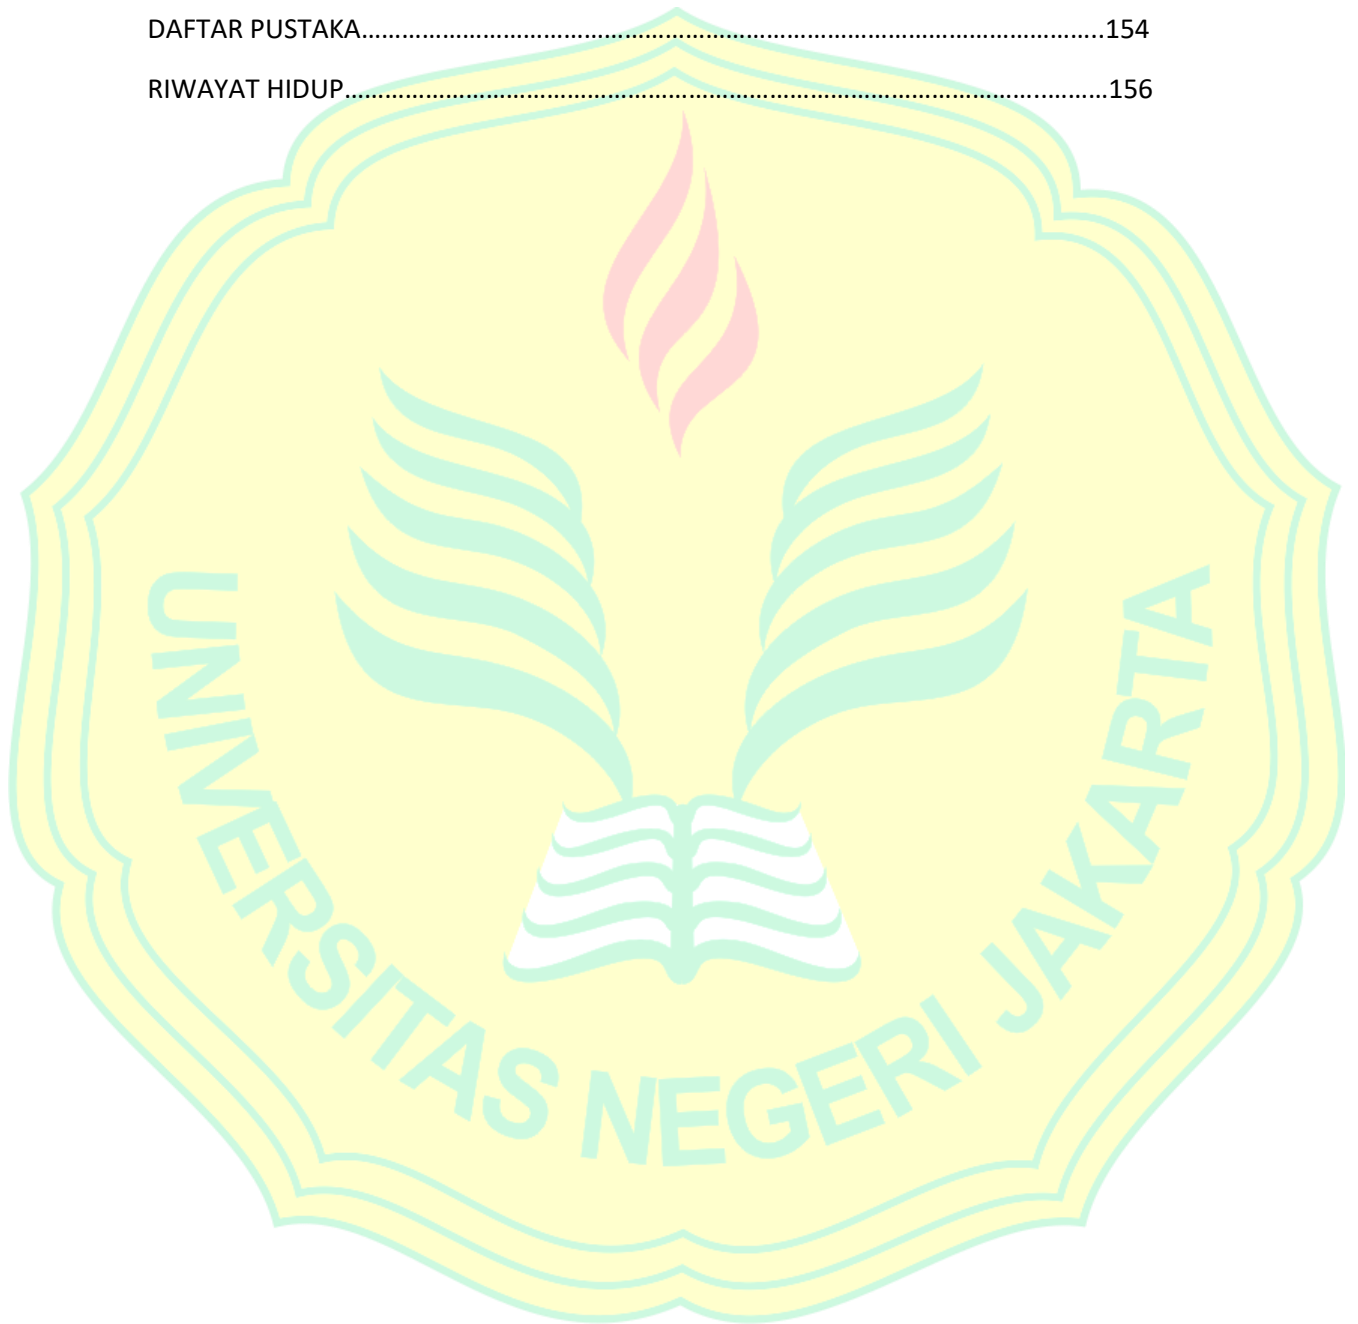 DAFTAR PUSTAKA……………………………………………………………………………………………..154
RIWAYAT HIDUP………………………………………………………………………………………..………156
UNIVERSITAS NEGERI JAKARTA